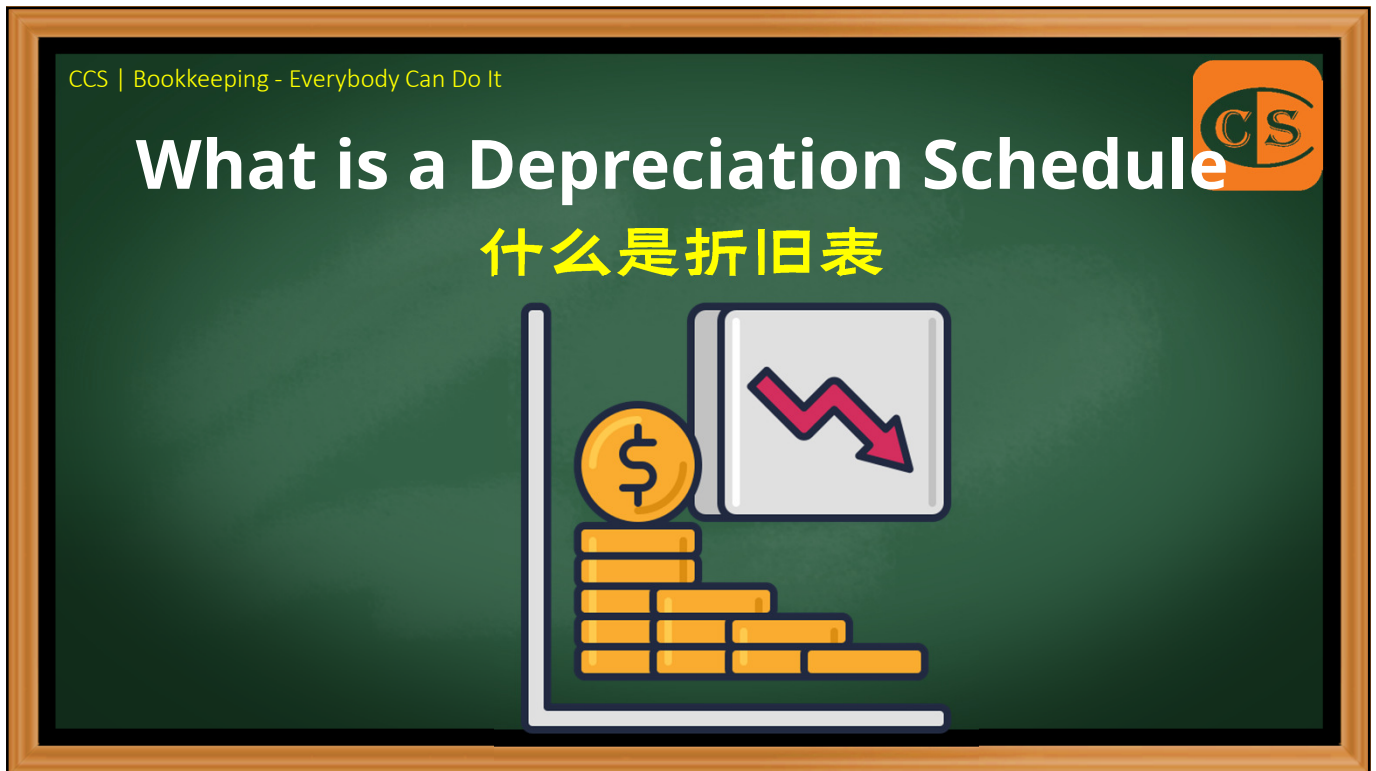 CCS | Bookkeeping - Everybody Can Do It
CS
What is a Depreciation Schedule
什么是折旧表
$